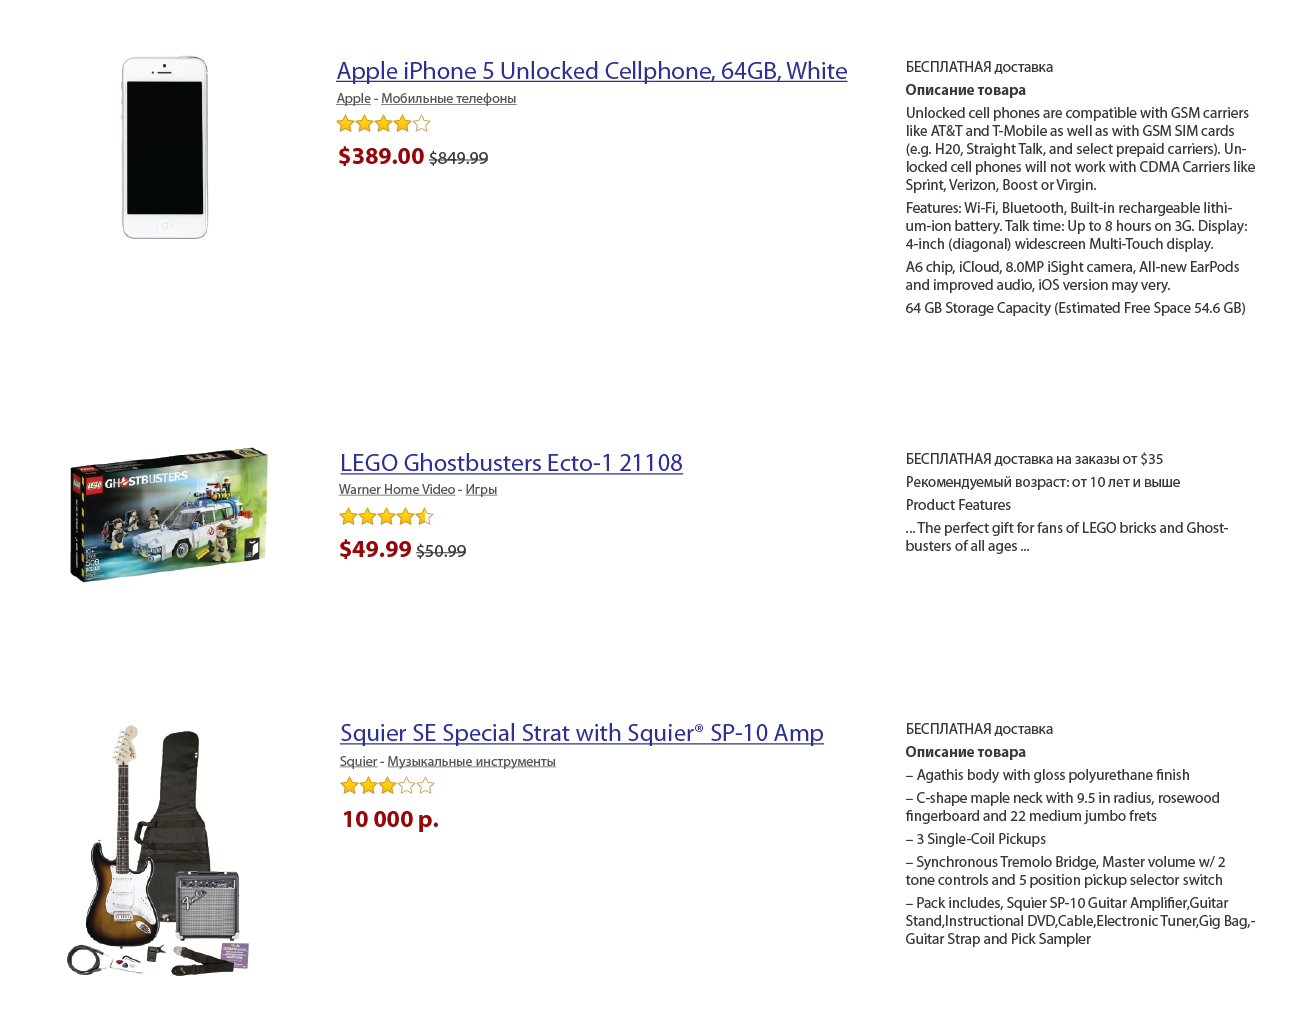 Apple iPhone 5 Unlocked Cellphone, 64GB, White
Apple - Мобильные телефоны
$389.00 $849.99
БЕСПЛАТНАЯ доставка
Описание товара
Unlocked cell phones are compatible with GSM carriers
like AT&T and T-Mobile as well as with GSM SIM cards
(e.g. H20, Straight Talk, and select prepaid carriers). Un-
locked cell phones will not work with CDMA Carriers like
Sprint, Verizon, Boost or Virgin.
Features: Wi-Fi, Bluetooth, Built-in rechargeable lithi-
um-ion battery. Talk time: Up to 8 hours on 3G. Display:
4-inch (diagonal) widescreen Multi-Touch display.
A6 chip, iCloud, 8.0MP iSight camera, All-new EarPods
and improved audio, iOS version may very.
64 GB Storage Capacity (Estimated Free Space 54.6 GB)
LEGO
GHOSTBUSTERS
LEGO Ghostbusters Ecto-1 21108
Warner Home Video - Игры
$49.99 $50.99
БЕСПЛАТНАЯ доставка на заказы от $35
Рекомендуемый возраст: от 10 лет и выше
Product Features
... The perfect gift for fans of LEGO bricks and Ghost-
busters of all ages ...
Squier SE Special Strat with Squier® SP-10 Amp
Squier - Музыкальные инструменты
10 000 р.
БЕСПЛАТНАЯ доставка
Описание товара
– Agathis body with gloss polyurethane finish
– C-shape maple neck with 9.5 in radius, rosewood
fingerboard and 22 medium jumbo frets
– 3 Single-Coil Pickups
– Synchronous Tremolo Bridge, Master volume w/ 2
tone controls and 5 position pickup selector switch
– Pack includes, Squier SP-10 Guitar Amplifier,Guitar
Stand,Instructional DVD,Cable,Electronic Tuner,Gig Bag,-
Guitar Strap and Pick Sampler
Fender